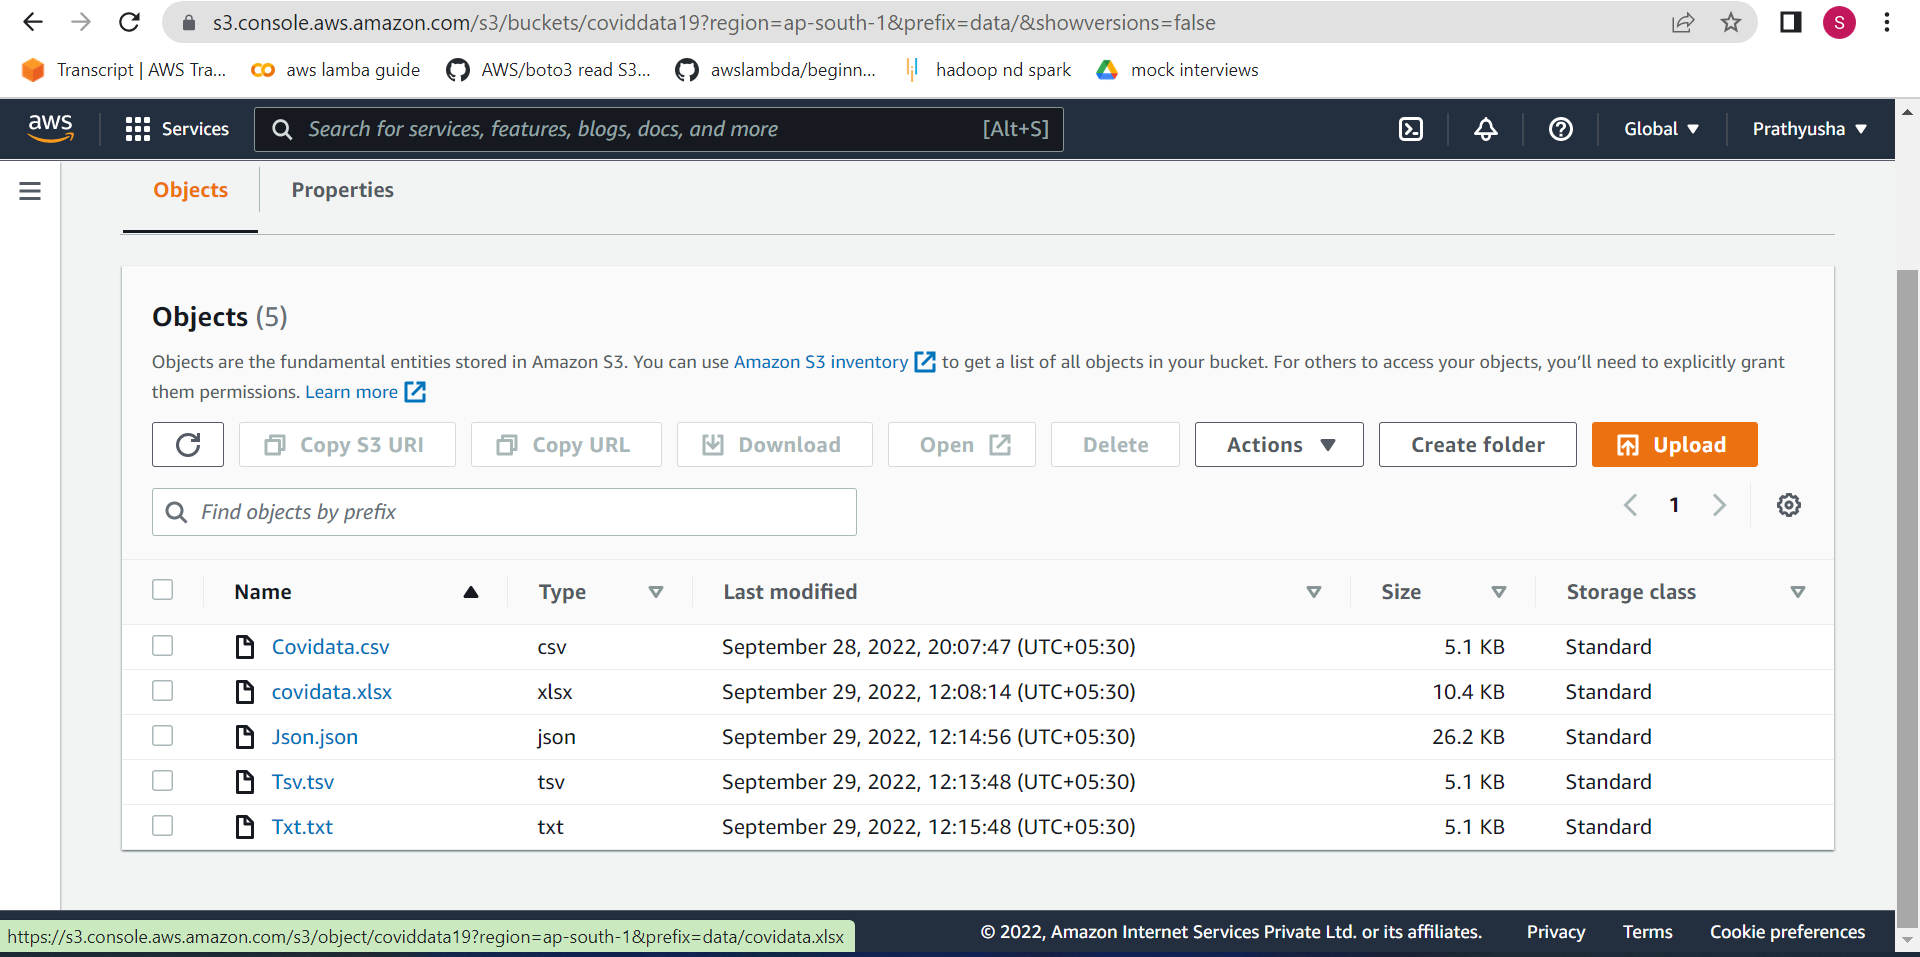 s3.console.aws.amazon.com/s3/buckets/coviddata19?region=ap-south-1&prefix=data/&showversions=false
S
Transcript | AWS Tra...
aws lamba guide
AWS/boto3 read S3...
awslambda/beginn...
hadoop nd spark
mock interviews
aws
Services
Search for services, features, blogs, docs, and more
[Alt+S]
Global
Prathyusha
Objects
Properties
Objects (5)
Objects are the fundamental entities stored in Amazon S3. You can use Amazon S3 inventory to get a list of all objects in your bucket. For others to access your objects, you’ll need to explicitly grant
them permissions. Learn more
Copy S3 URI
Copy URL
Download
Open
Delete
Actions
Create folder
Upload
Find objects by prefix
1
Name Type Last modified Size Storage class
Covidata.csv csv September 28, 2022, 20:07:47 (UTC+05:30) 5.1 KB Standard
covidata.xlsx xlsx September 29, 2022, 12:08:14 (UTC+05:30) 10.4 KB Standard
Json.json json September 29, 2022, 12:14:56 (UTC+05:30) 26.2 KB Standard
Tsv.tsv tsv September 29, 2022, 12:13:48 (UTC+05:30) 5.1 KB Standard
Txt.txt txt September 29, 2022, 12:15:48 (UTC+05:30) 5.1 KB Standard
https://s3.console.aws.amazon.com/s3/object/coviddata19?region=ap-south-1&prefix=data/covidata.xlsx
© 2022, Amazon Internet Services Private Ltd. or its affiliates.
Privacy
Terms
Cookie preferences